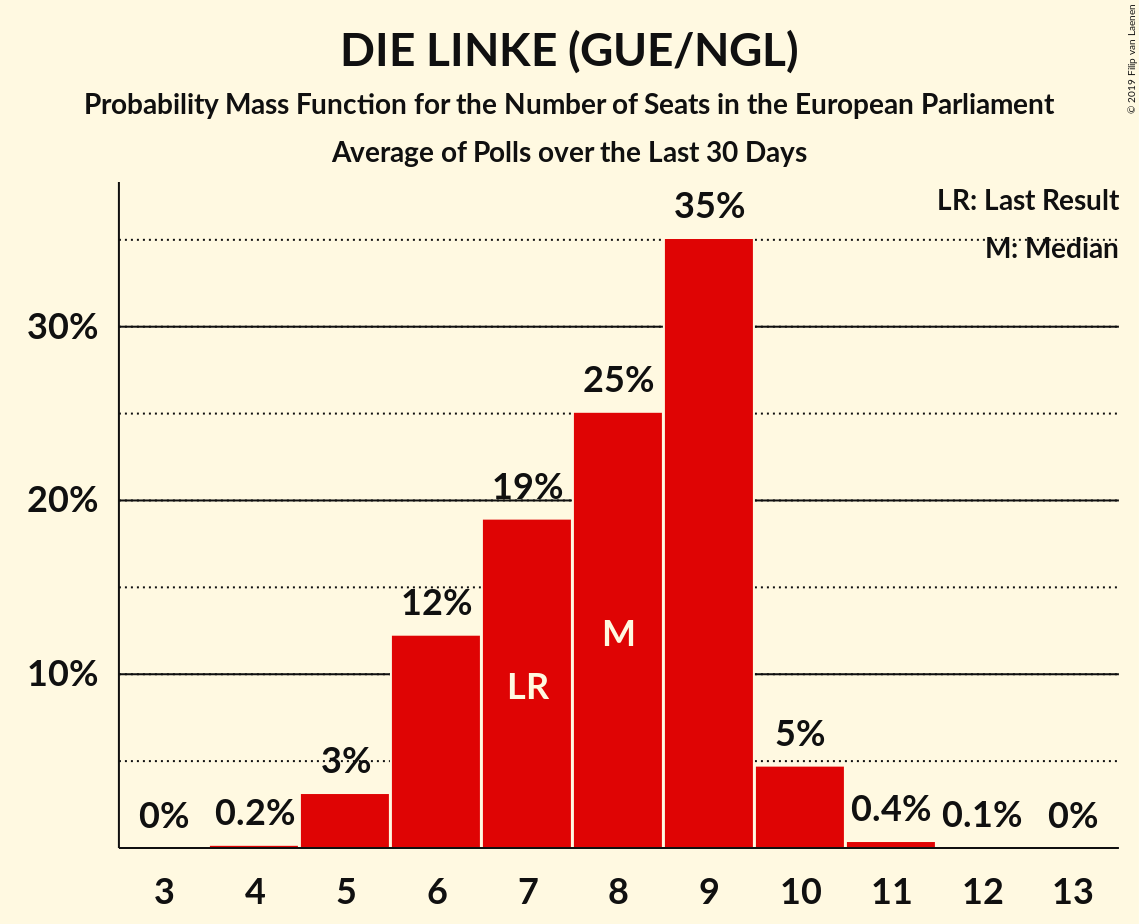 DIE LINKE (GUE/NGL)
Probability Mass Function for the Number of Seats in the European Parliament
Average of Polls over the Last 30 Days
© 2019 Filip van Laenen
LR: Last Result
M: Median
35%
30%
25%
19%
20%
12%
M
LR
10%
5%
3%
0%
0.2%
0.4%
0.1%
0%
3 4 5 6 7 8 9 10 11 12 13